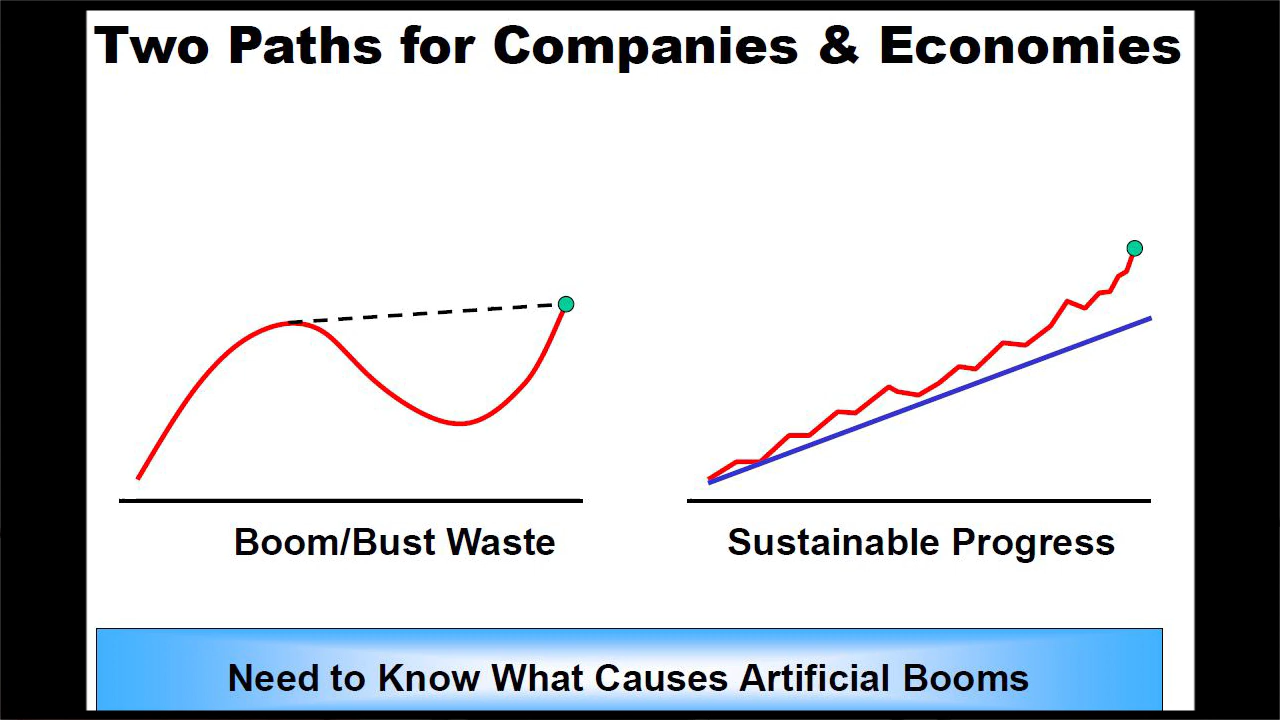 Two Paths for Companies & Economies
Boom/Bust Waste
Sustainable Progress
Need to Know What Causes Artificial Booms